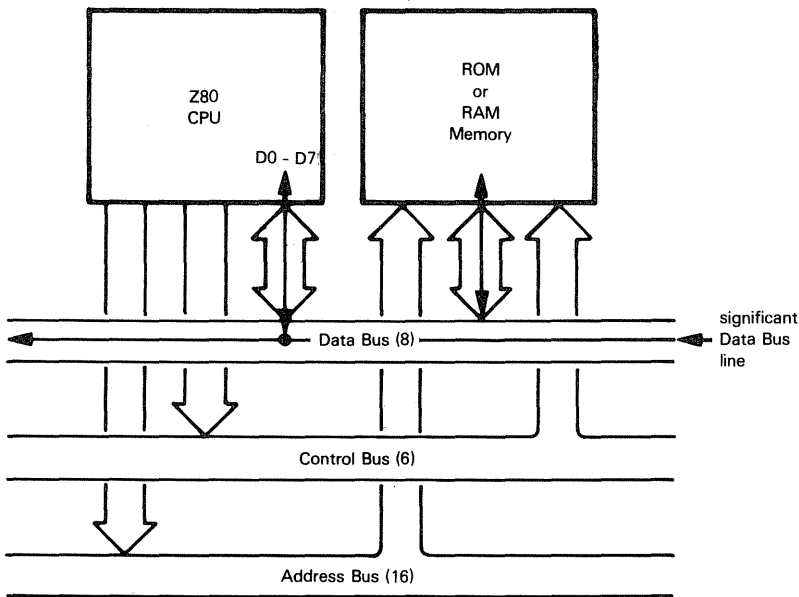 Z80
CPU
D0 - D7
ROM
or
RAM
Memory
Data Bus (8)
significant
Data Bus
line
Control Bus (6)
Address Bus (16)